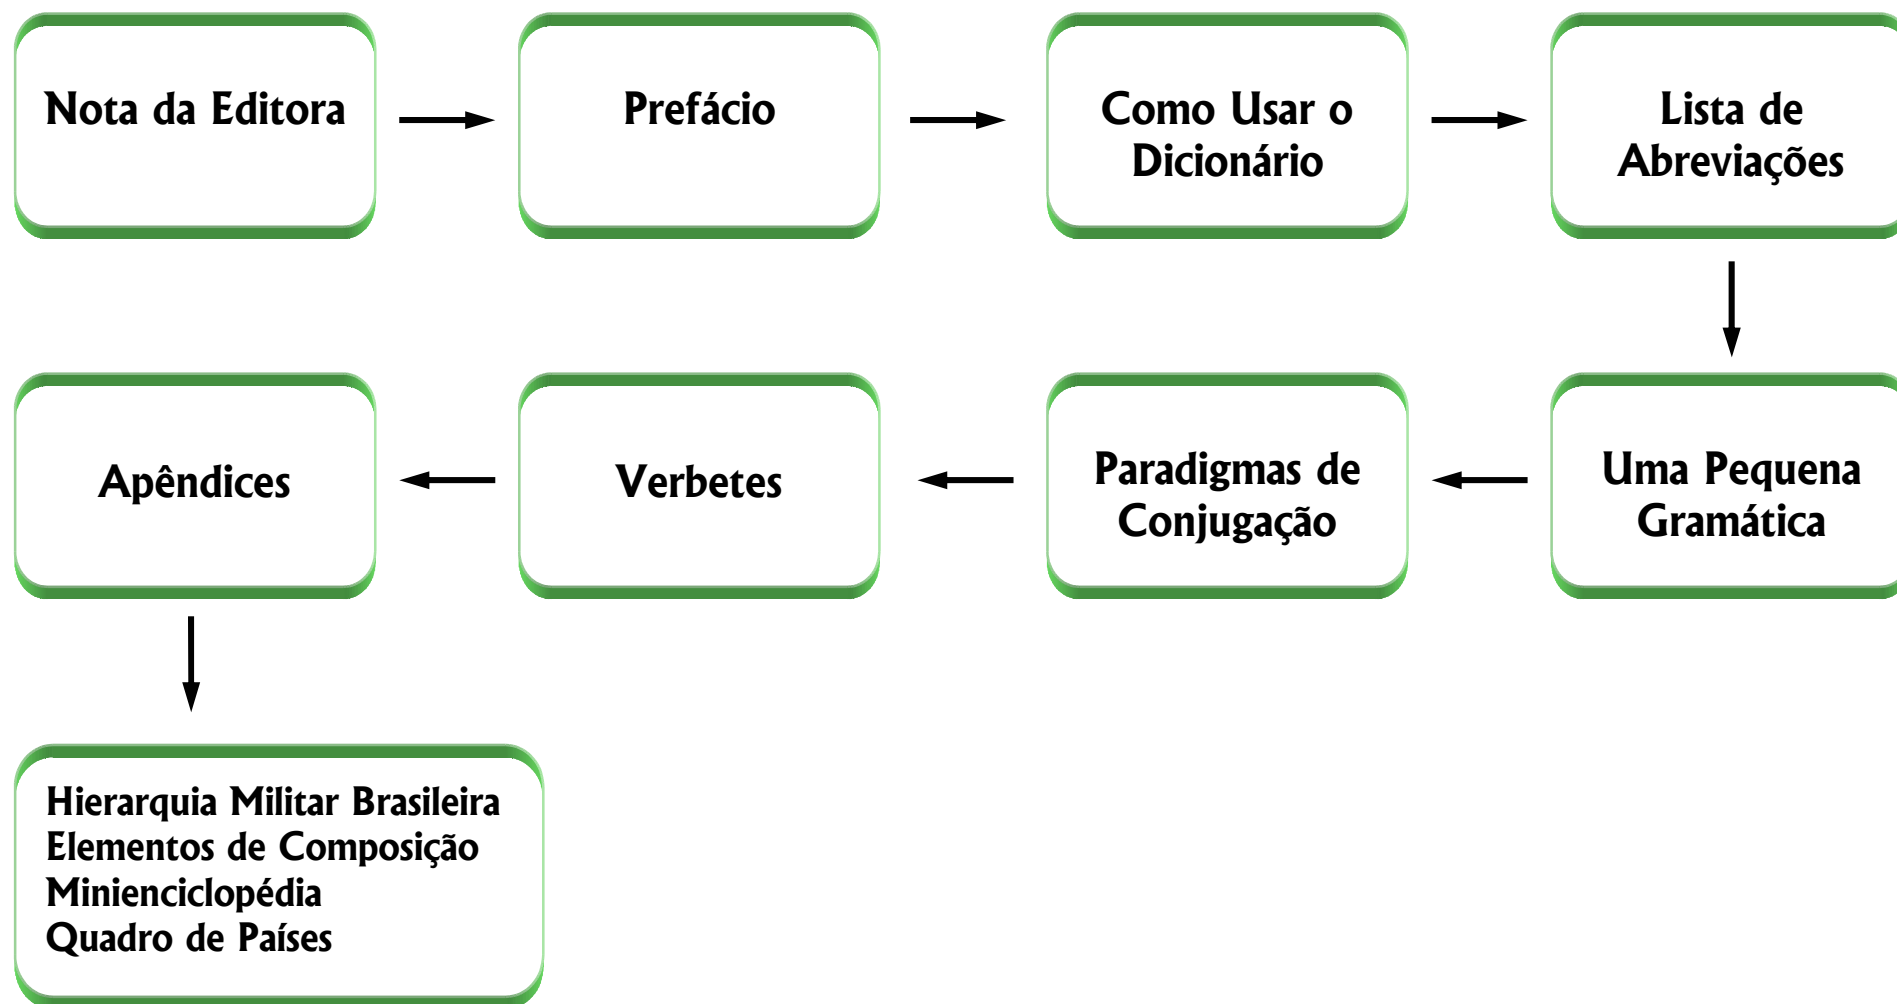 Nota da Editora
Prefácio
Como Usar o
Dicionário
Lista de
Abreviações
Uma Pequena
Gramática
Paradigmas de
Conjugação
Verbetes
Apêndices
Hierarquia Militar Brasileira
Elementos de Composição
Minienciclopédia
Quadro de Países